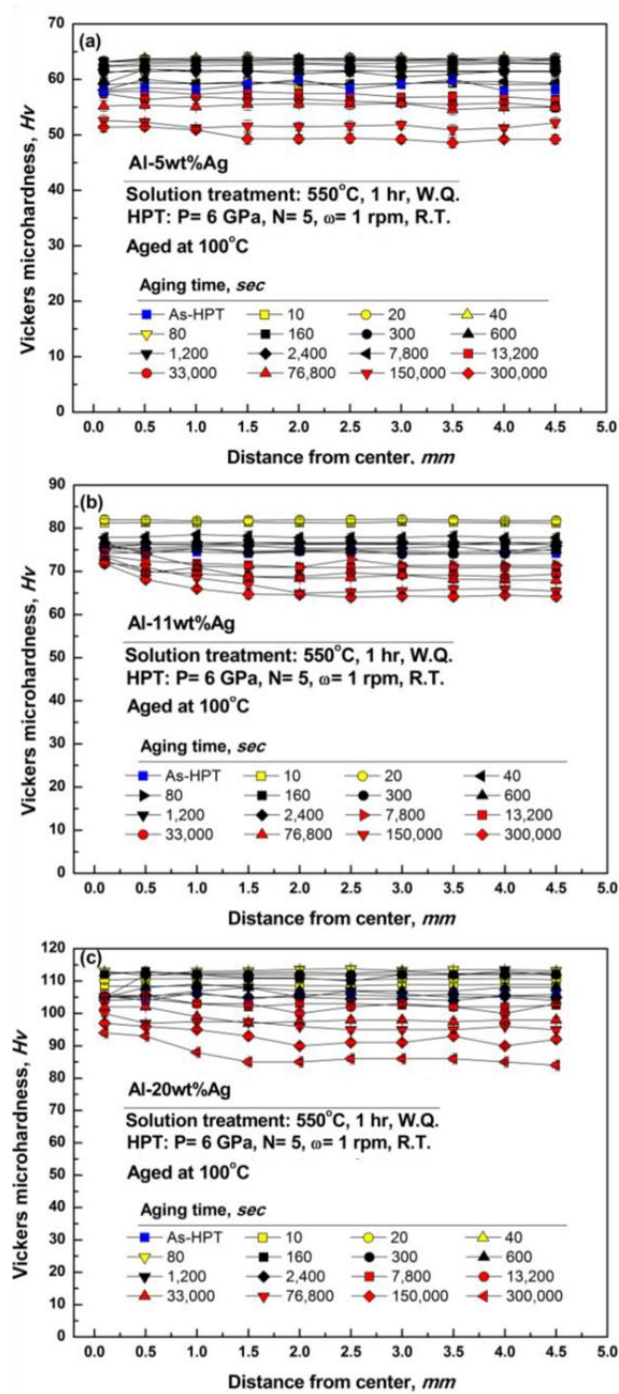 (a)
70
60
50
40
30
20
10
0
Vickers microhardness, Hv
Al-5wt%Ag
Solution treatment: 550°C, 1 hr, W.Q.
HPT: P= 6 GPa, N= 5, ω= 1 rpm, R.T.
Aged at 100°C
Aging time, sec
As-HPT 10 20 40
80 160 300 600
1,200 2,400 7,800 13,200
33,000 76,800 150,000 300,000
0.0 0.5 1.0 1.5 2.0 2.5 3.0 3.5 4.0 4.5 5.0
Distance from center, mm
(b)
90
80
70
60
50
40
30
20
10
0
Vickers microhardness, Hv
Al-11wt%Ag
Solution treatment: 550°C, 1 hr, W.Q.
HPT: P= 6 GPa, N= 5, ω= 1 rpm, R.T.
Aged at 100°C
Aging time, sec
As-HPT 10 20 40
80 160 300 600
1,200 2,400 7,800 13,200
33,000 76,800 150,000 300,000
0.0 0.5 1.0 1.5 2.0 2.5 3.0 3.5 4.0 4.5 5.0
Distance from center, mm
(c)
120
110
100
90
80
70
60
50
40
30
20
10
0
Vickers microhardness, Hv
Al-20wt%Ag
Solution treatment: 550°C, 1 hr, W.Q.
HPT: P= 6 GPa, N= 5, ω= 1 rpm, R.T.
Aged at 100°C
Aging time, sec
As-HPT 10 20 40
80 160 300 600
1,200 2,400 7,800 13,200
33,000 76,800 150,000 300,000
0.0 0.5 1.0 1.5 2.0 2.5 3.0 3.5 4.0 4.5 5.0
Distance from center, mm